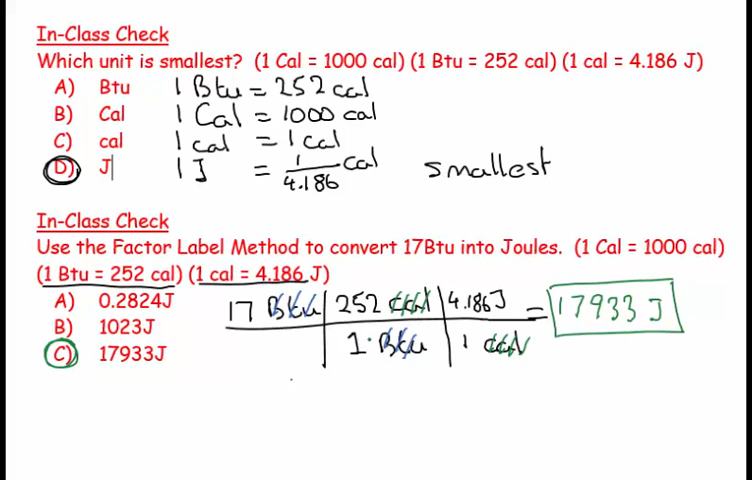 In-Class Check
Which unit is smallest? (1 Cal = 1000 cal) (1 Btu = 252 cal) (1 cal = 4.186 J)
A) Btu 1 Btu = 252 cal
B) Cal 1 Cal = 1000 cal
C) cal 1 cal = 1 cal
D) J 1 J = 1/4.186 cal smallest
In-Class Check
Use the Factor Label Method to convert 17Btu into Joules. (1 Cal = 1000 cal)
(1 Btu = 252 cal) (1 cal = 4.186 J)
A) 0.2824J 17 Btu | 252 cal | 4.186 J = 17933 J
B) 1023J 1 Btu | 1 cal
C) 17933J